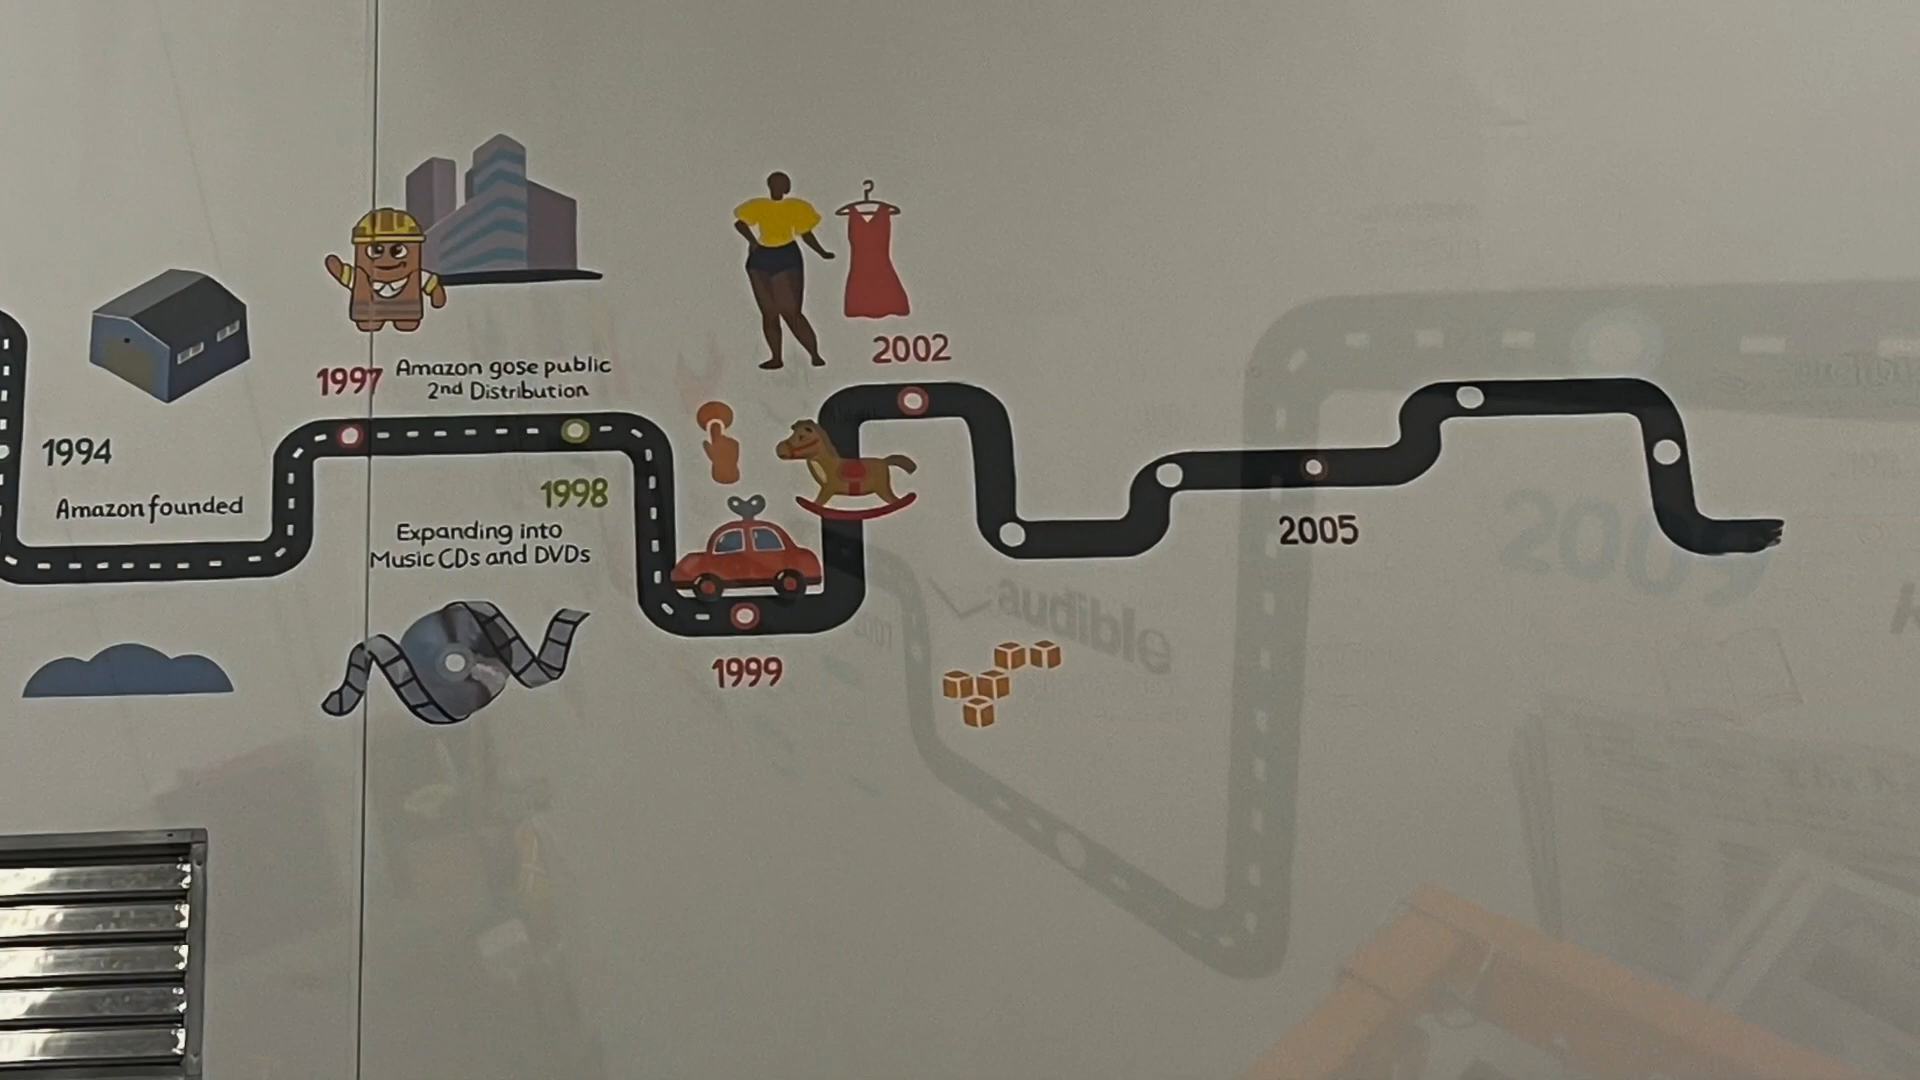 1994
Amazon founded
1997
Amazon gose public
2nd Distribution
1998
Expanding into
Music CDs and DVDs
1999
2002
audible
2005
2007